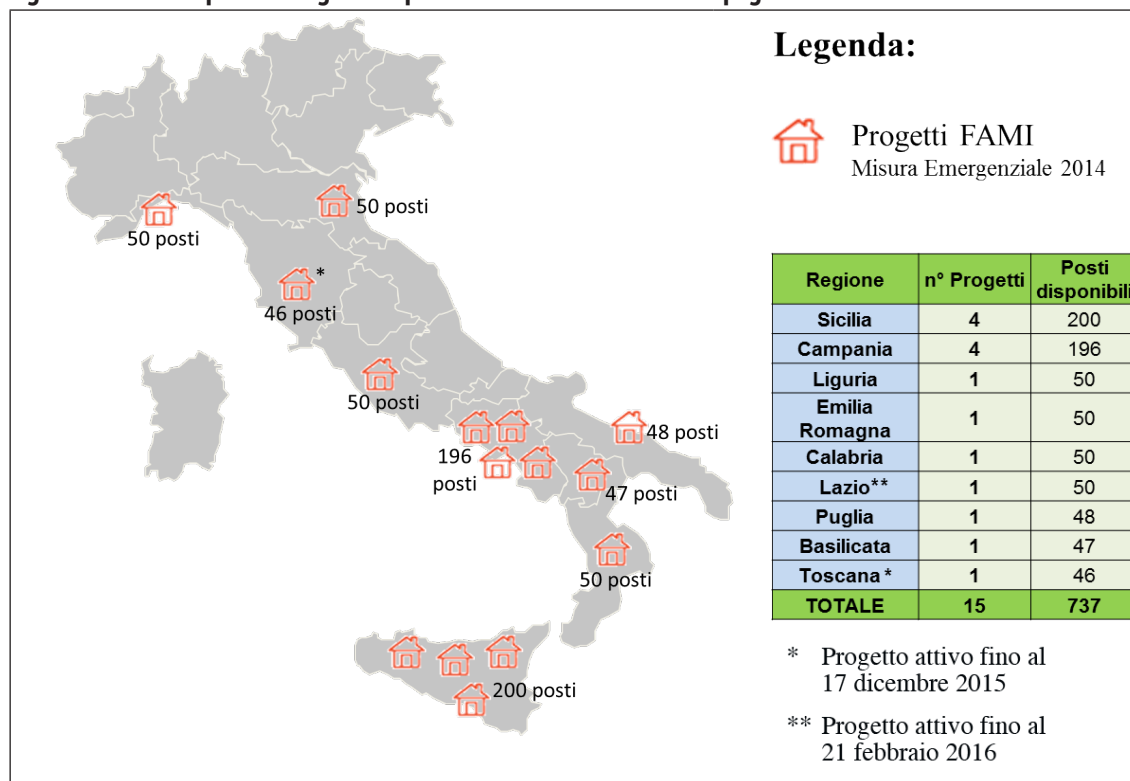 Legenda:
Progetti FAMI
Misura Emergenziale 2014
50 posti
50 posti
*
46 posti
50 posti
196
posti
48 posti
47 posti
50 posti
200 posti
Regione n° Progetti Posti disponibili
Sicilia 4 200
Campania 4 196
Liguria 1 50
Emilia Romagna 1 50
Calabria 1 50
Lazio** 1 50
Puglia 1 48
Basilicata 1 47
Toscana* 1 46
TOTALE 15 737
* Progetto attivo fino al
17 dicembre 2015
** Progetto attivo fino al
21 febbraio 2016